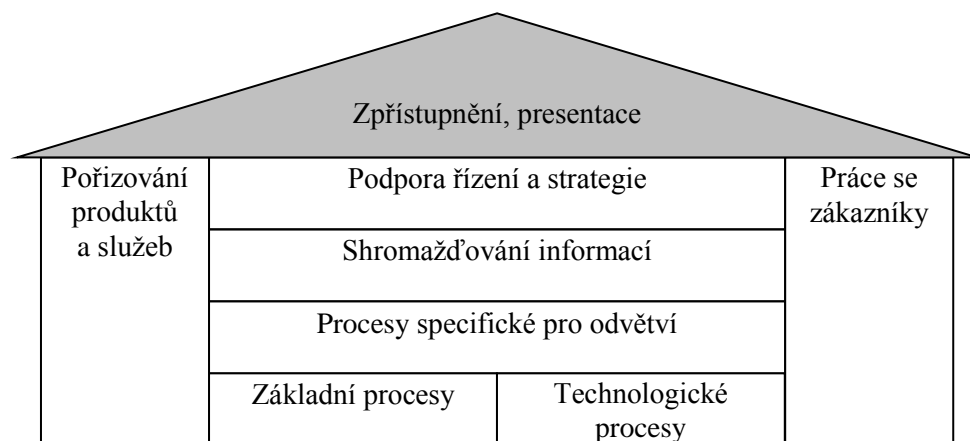 Zpřístupnění, presentace
Pořizování
produktů
a služeb
Podpora řízení a strategie
Shromažďování informací
Procesy specifické pro odvětví
Základní procesy
Technologické
procesy
Práce se
zákazníky